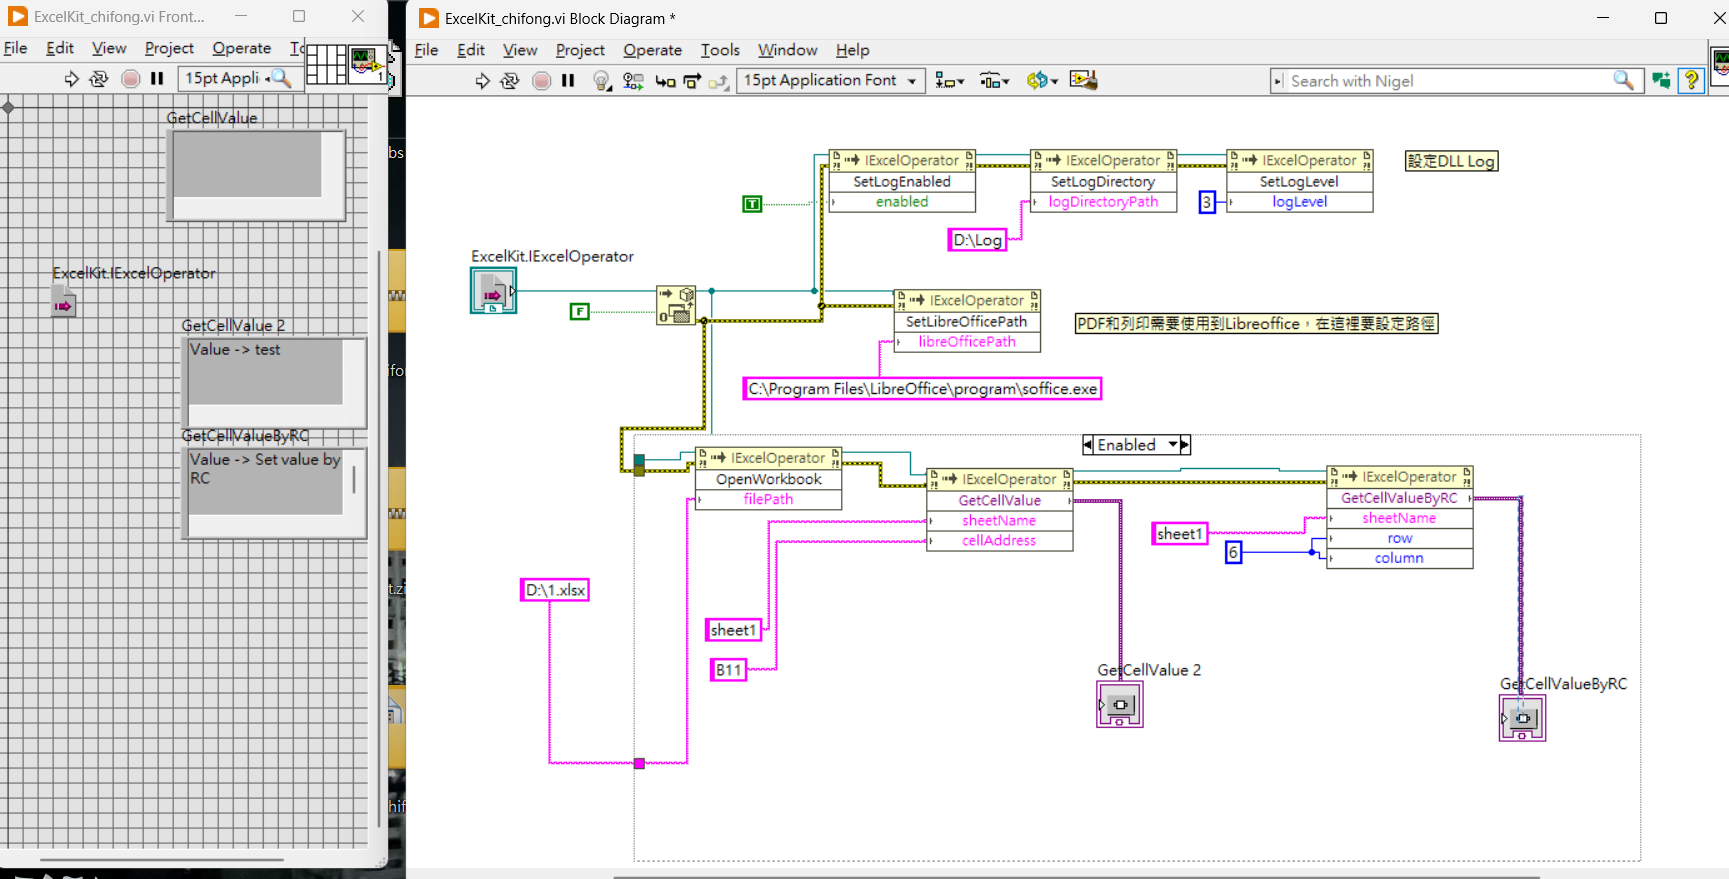 ExcelKit_chifong.vi Front...
File Edit View Project Operate
15pt Appli
1
GetCellValue
ExcelKit.IExcelOperator
GetCellValue 2
Value -> test
GetCellValueByRC
Value -> Set value by
RC
ExcelKit_chifong.vi Block Diagram *
File Edit View Project Operate Tools Window Help
15pt Application Font
Search with Nigel
IExcelOperator
SetLogEnabled
enabled
T
IExcelOperator
SetLogDirectory
logDirectoryPath
D:\Log
IExcelOperator
SetLogLevel
logLevel
3
設定DLL Log
ExcelKit.IExcelOperator
F
IExcelOperator
SetLibreOfficePath
libreOfficePath
PDF和列印需要使用到Libreoffice，在這裡要設定路徑
C:\Program Files\LibreOffice\program\soffice.exe
Enabled
IExcelOperator
OpenWorkbook
filePath
IExcelOperator
GetCellValue
sheetName
cellAddress
IExcelOperator
GetCellValueByRC
sheetName
row
column
sheet1
6
D:\1.xlsx
sheet1
B11
GetCellValue 2
GetCellValueByRC